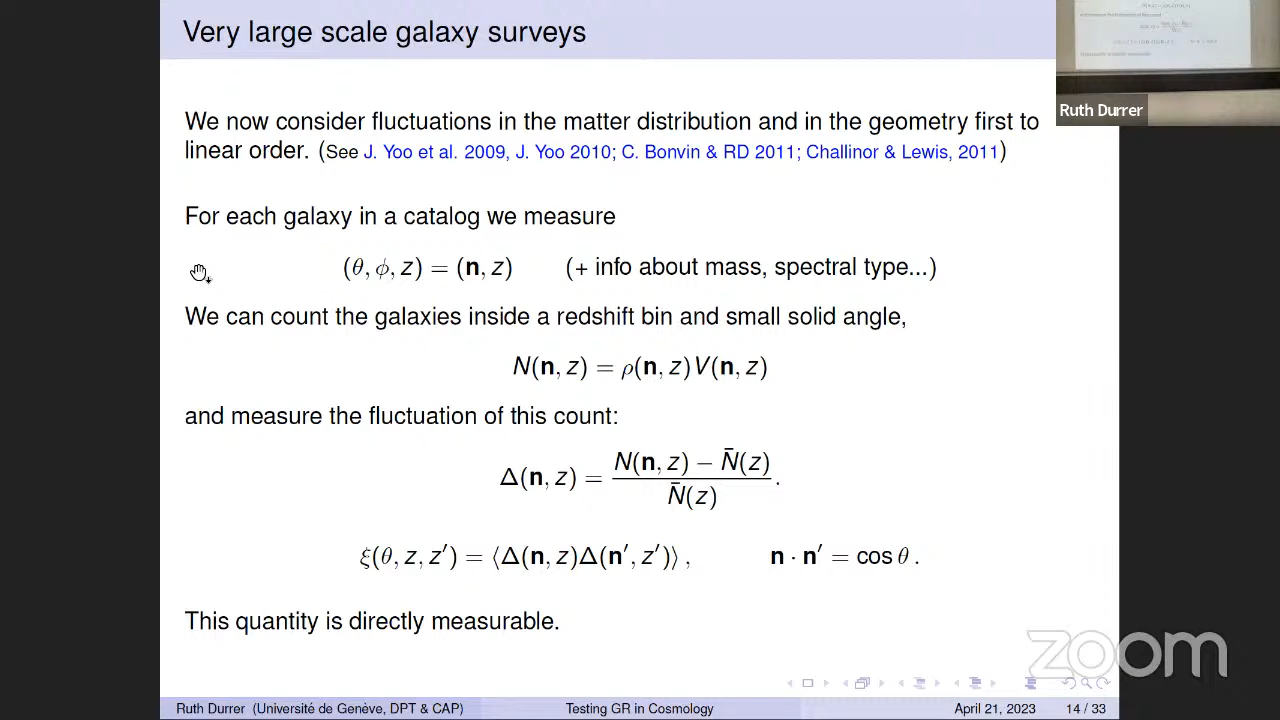 Very large scale galaxy surveys
Ruth Durrer
We now consider fluctuations in the matter distribution and in the geometry first to
linear order. (See J. Yoo et al. 2009, J. Yoo 2010; C. Bonvin & RD 2011; Challinor & Lewis, 2011)
For each galaxy in a catalog we measure
(θ, ϕ, z) = (n, z) (+ info about mass, spectral type...)
We can count the galaxies inside a redshift bin and small solid angle,
N(n, z) = ρ(n, z)V(n, z)
and measure the fluctuation of this count:
Δ(n, z) = (N(n, z) − N̄(z)) / N̄(z).
ξ(θ, z, z′) = ⟨Δ(n, z)Δ(n′, z′)⟩, n · n′ = cos θ.
This quantity is directly measurable.
zoom
Ruth Durrer (Université de Genève, DPT & CAP) Testing GR in Cosmology April 21, 2023 14 / 33